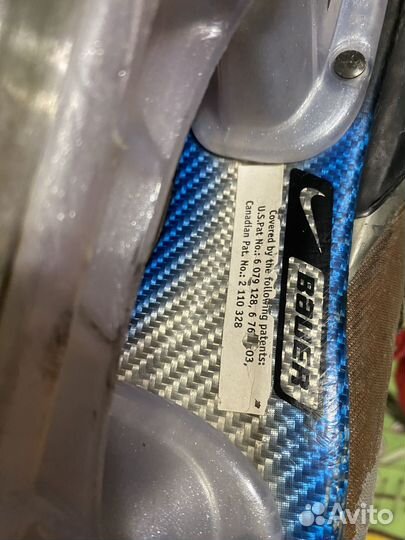 Covered by the following patents:
U.S.Pat No.: 6 079 128, 6 76
Canadian Pat. No.: 2 110 328
BAUER
Avito